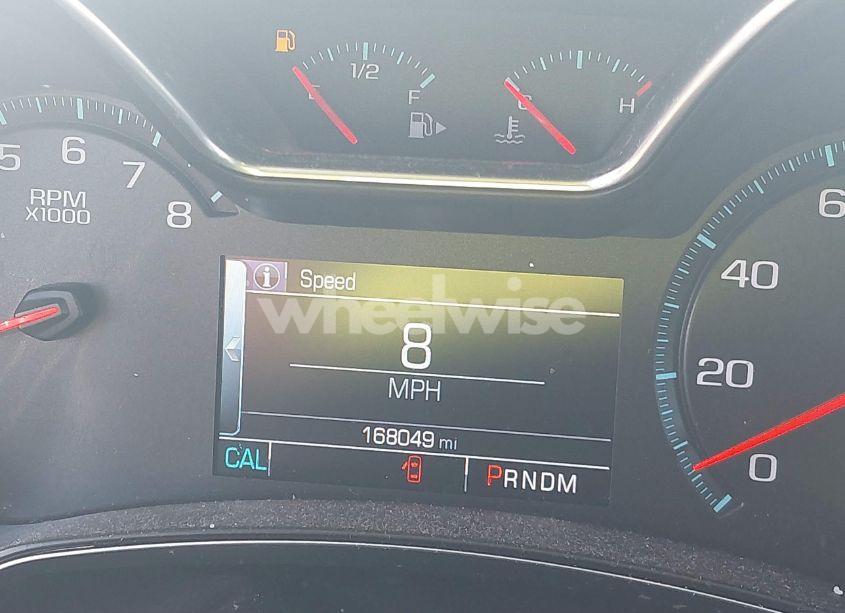 1/2
E
F
C
H
5
6
7
8
RPM
X1000
i Speed
wheelwise
8
MPH
168049 mi
CAL
PRNDM
6
40
20
0